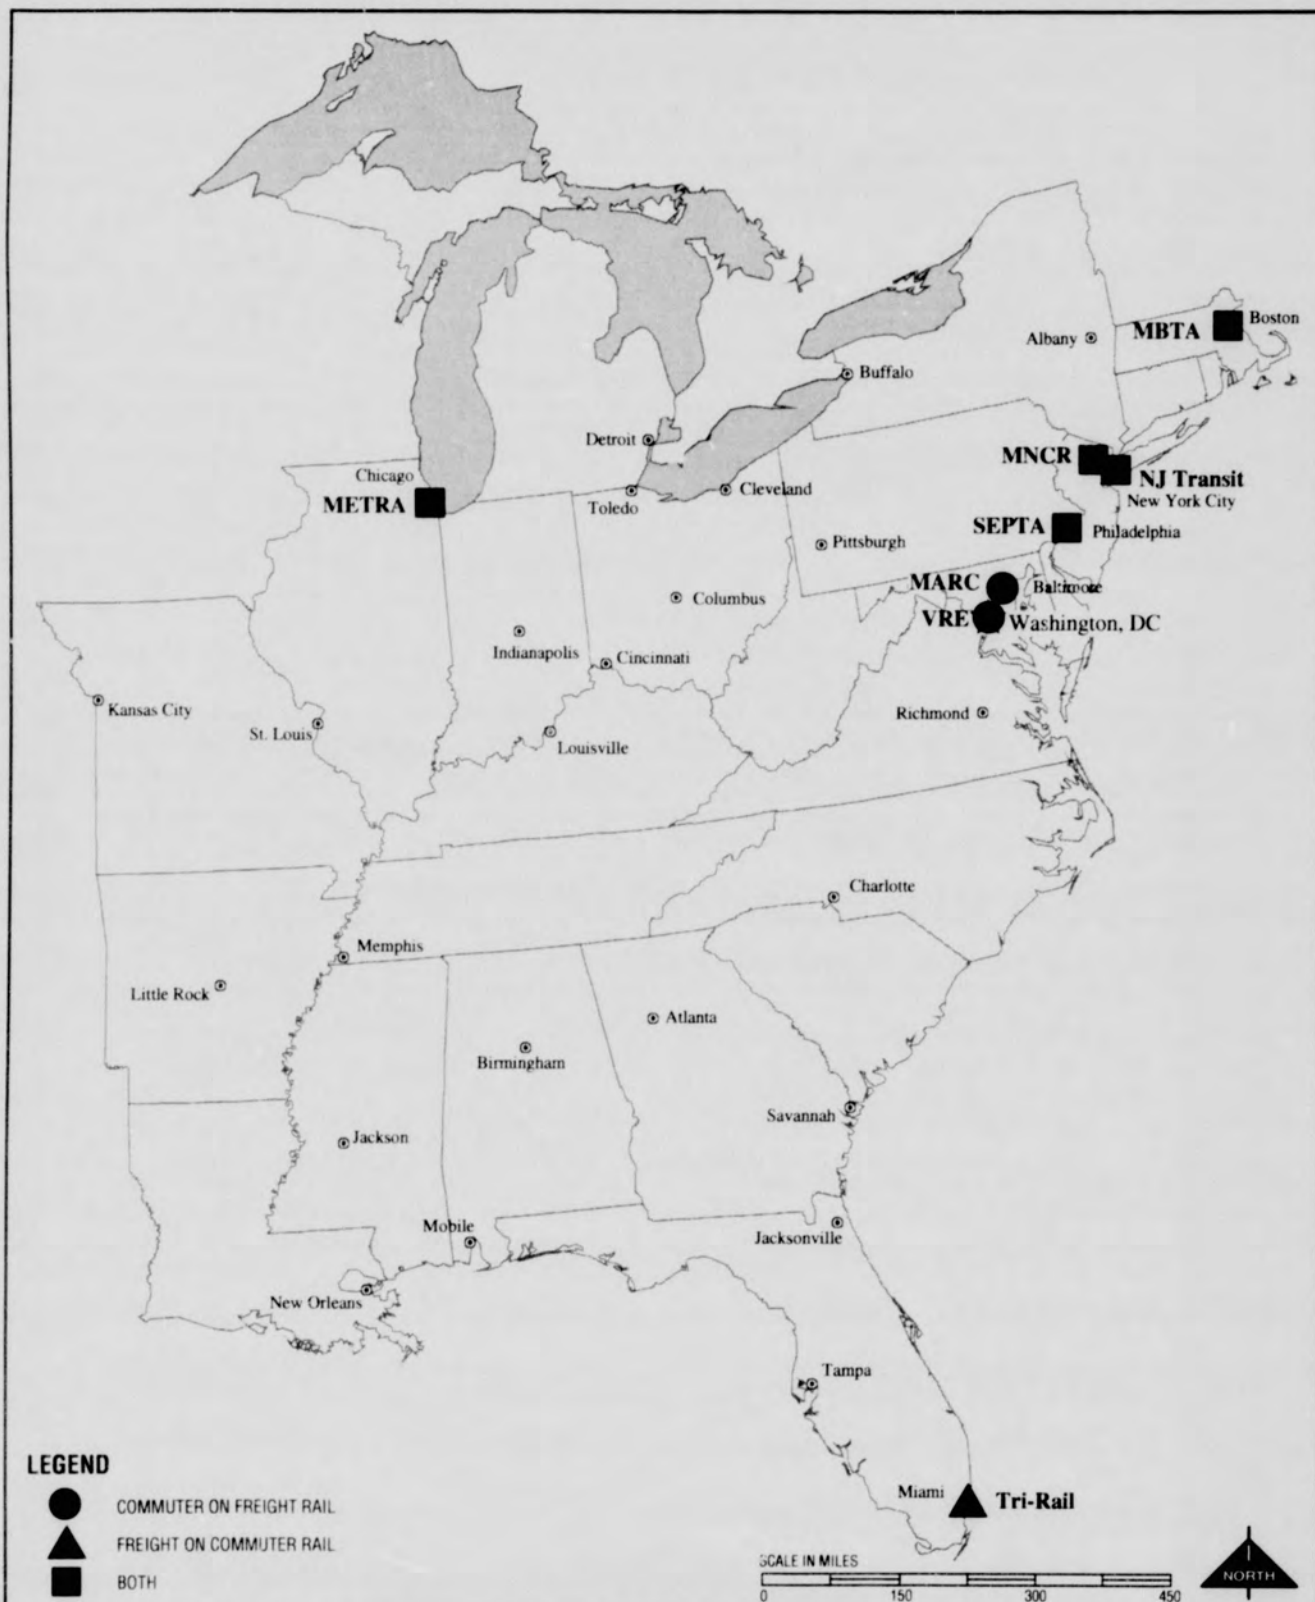 MBTA
Boston
Albany
Buffalo
Detroit
MNCR
NJ Transit
Chicago
METRA
Toledo
Cleveland
New York City
SEPTA
Philadelphia
Pittsburgh
MARC
Baltimore
Columbus
VRE
Washington, DC
Indianapolis
Cincinnati
Kansas City
Richmond
St. Louis
Louisville
Charlotte
Memphis
Little Rock
Atlanta
Birmingham
Savannah
Jackson
Mobile
Jacksonville
New Orleans
Tampa
LEGEND
Miami
Tri-Rail
COMMUTER ON FREIGHT RAIL
FREIGHT ON COMMUTER RAIL
BOTH
SCALE IN MILES
0 150 300 450
NORTH